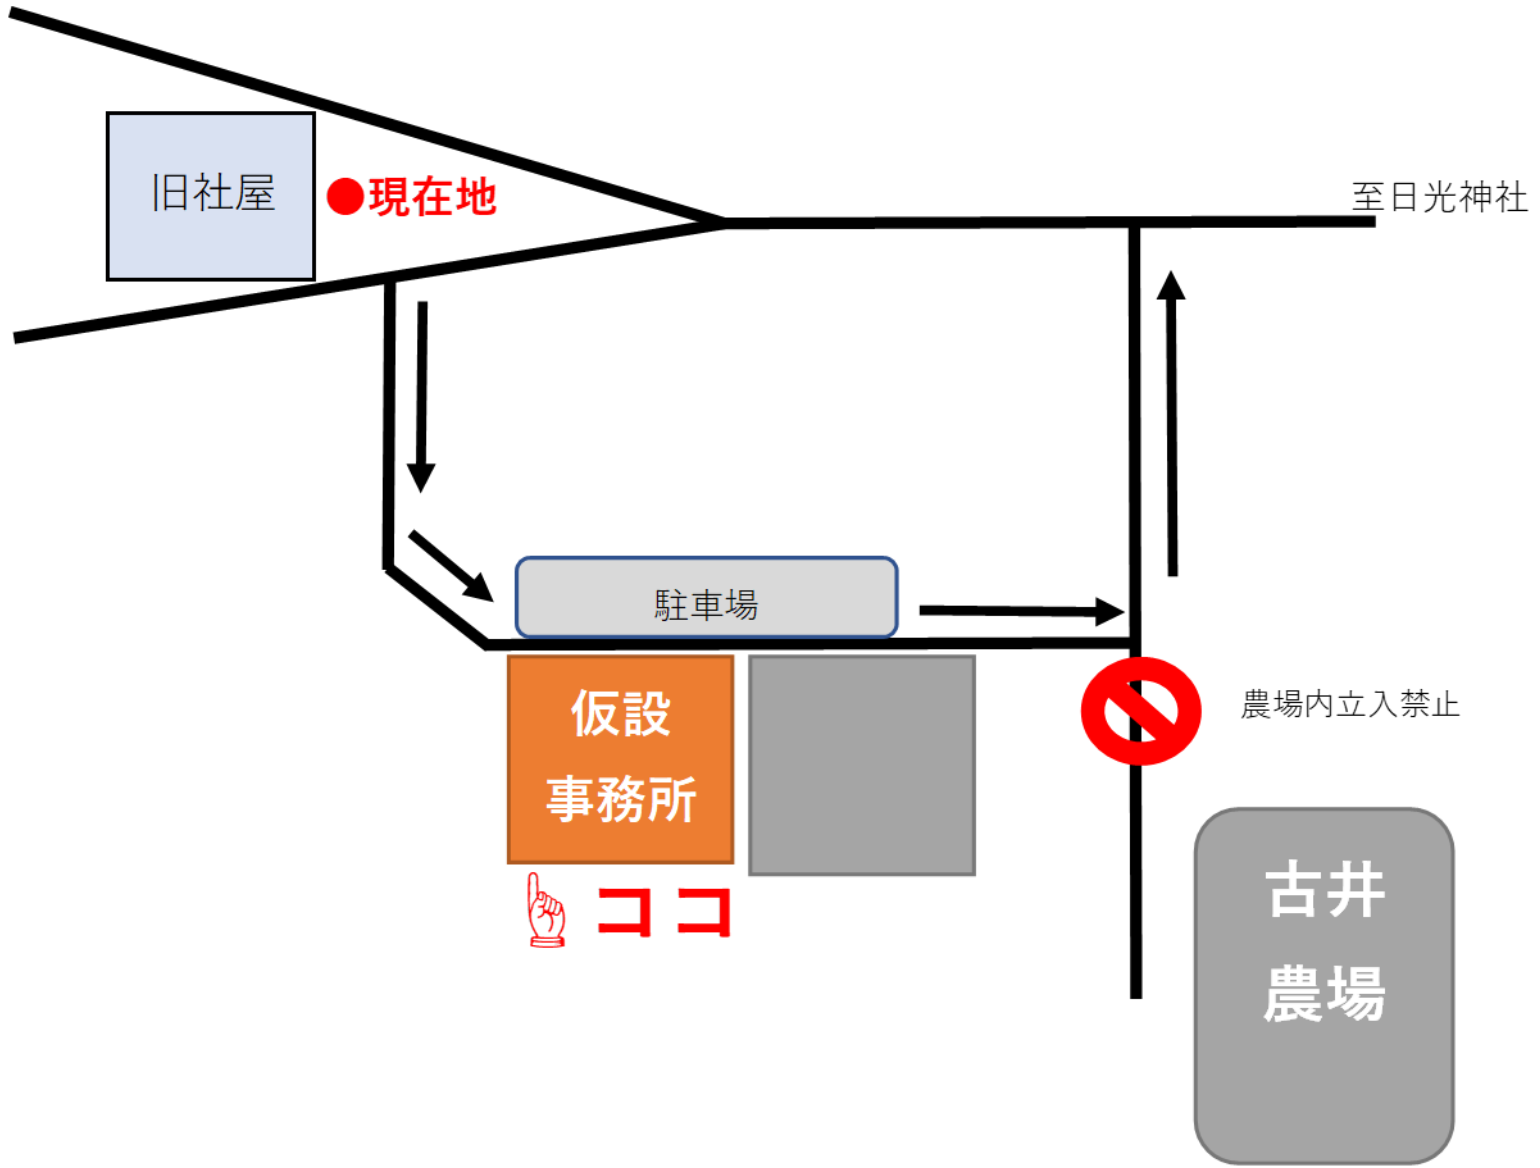 旧社屋
●現在地
至日光神社
駐車場
仮設
事務所
農場内立入禁止
☝ ココ
古井
農場